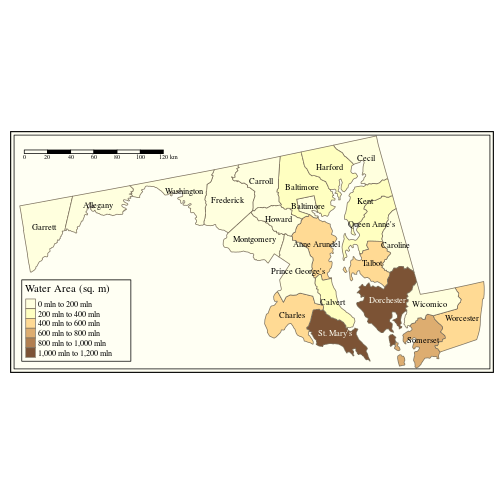 Cecil
Harford
Carroll
Baltimore
Washington
Allegany
Frederick
Kent
Baltimore
Garrett
Howard
Queen Anne's
Montgomery
Anne Arundel
Caroline
Talbot
Prince George's
Calvert
Dorchester
Wicomico
Charles
Worcester
St. Mary's
Somerset
0 20 40 60 80 100 120 km
Water Area (sq. m)
0 mln to 200 mln
200 mln to 400 mln
400 mln to 600 mln
600 mln to 800 mln
800 mln to 1,000 mln
1,000 mln to 1,200 mln